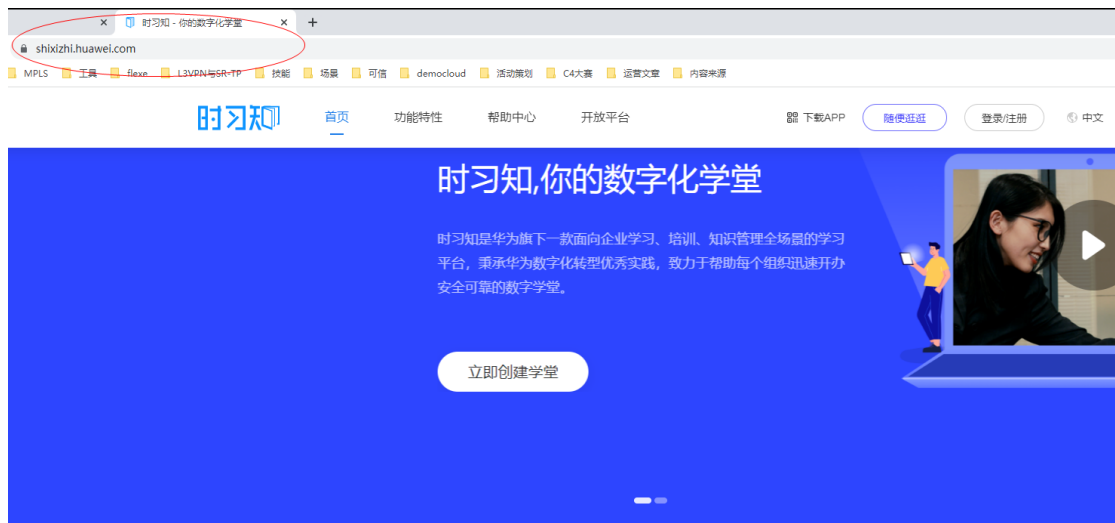 时习知 - 你的数字化学堂
shixizhi.huawei.com
MPLS 工具 flexe L3VPN与SR-TP 技能 场景 可信 democloud 活动策划 C4大赛 运营文章 内容来源
时习知 首页 功能特性 帮助中心 开放平台 下载APP 随便逛逛 登录/注册 中文
时习知,你的数字化学堂
时习知是华为旗下一款面向企业学习、培训、知识管理全场景的学习
平台，秉承华为数字化转型优秀实践，致力于帮助每个组织迅速开办
安全可靠的数字学堂。
立即创建学堂